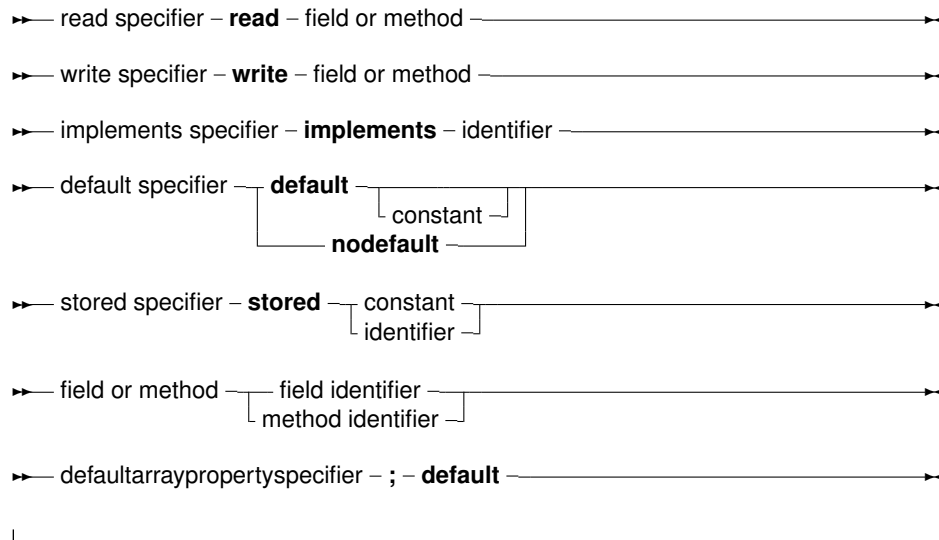 read specifier – read – field or method
write specifier – write – field or method
implements specifier – implements – identifier
default specifier default
constant
nodefault
stored specifier – stored constant
identifier
field or method field identifier
method identifier
defaultarraypropertyspecifier – ; – default